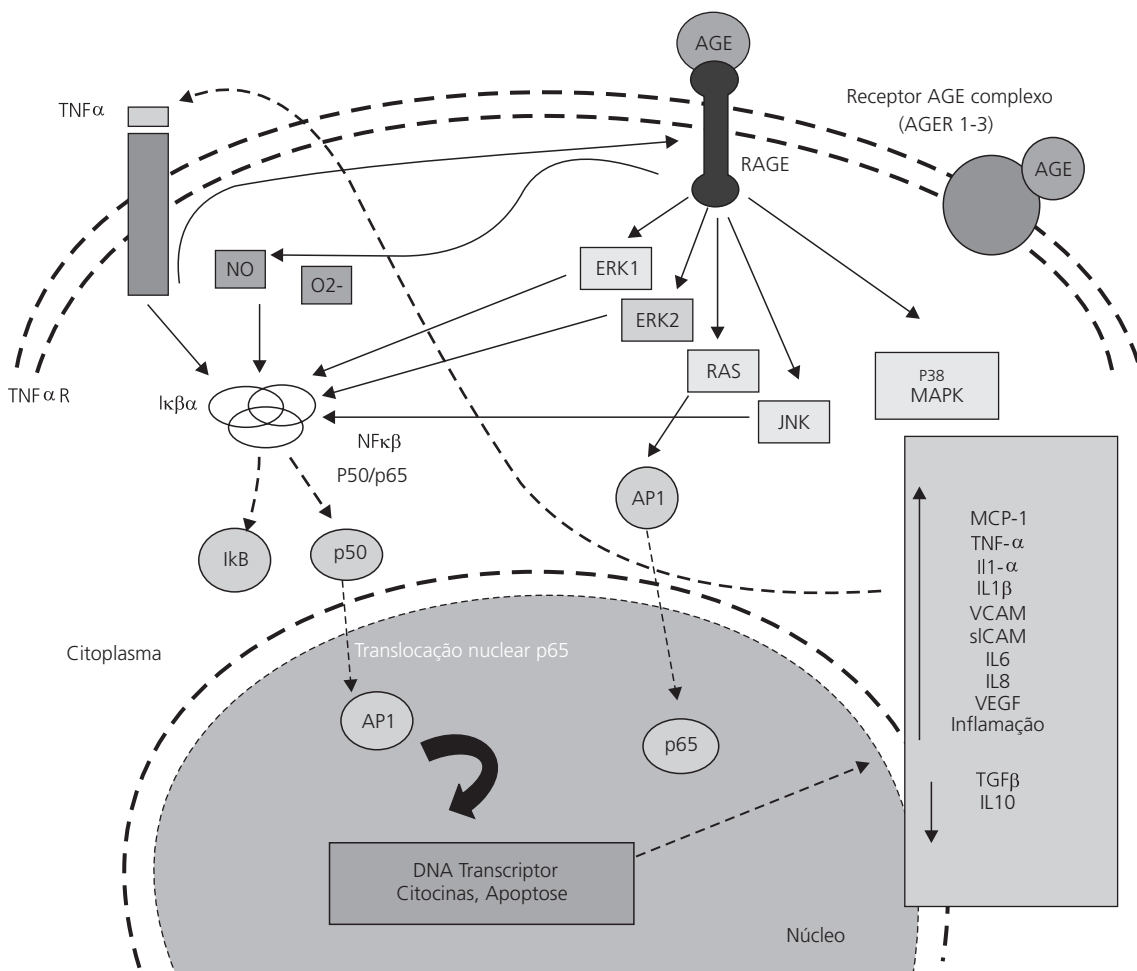 AGE
TNFα
Receptor AGE complexo
(AGER 1-3)
AGE
RAGE
NO
O2-
ERK1
ERK2
RAS
JNK
P38
MAPK
TNFα R
Iκβα
NFκβ
P50/p65
AP1
IkB
p50
MCP-1
TNF-α
Il1-α
IL1β
VCAM
sICAM
IL6
IL8
VEGF
Inflamação
TGFβ
IL10
Citoplasma
Translocação nuclear p65
AP1
p65
DNA Transcriptor
Citocinas, Apoptose
Núcleo